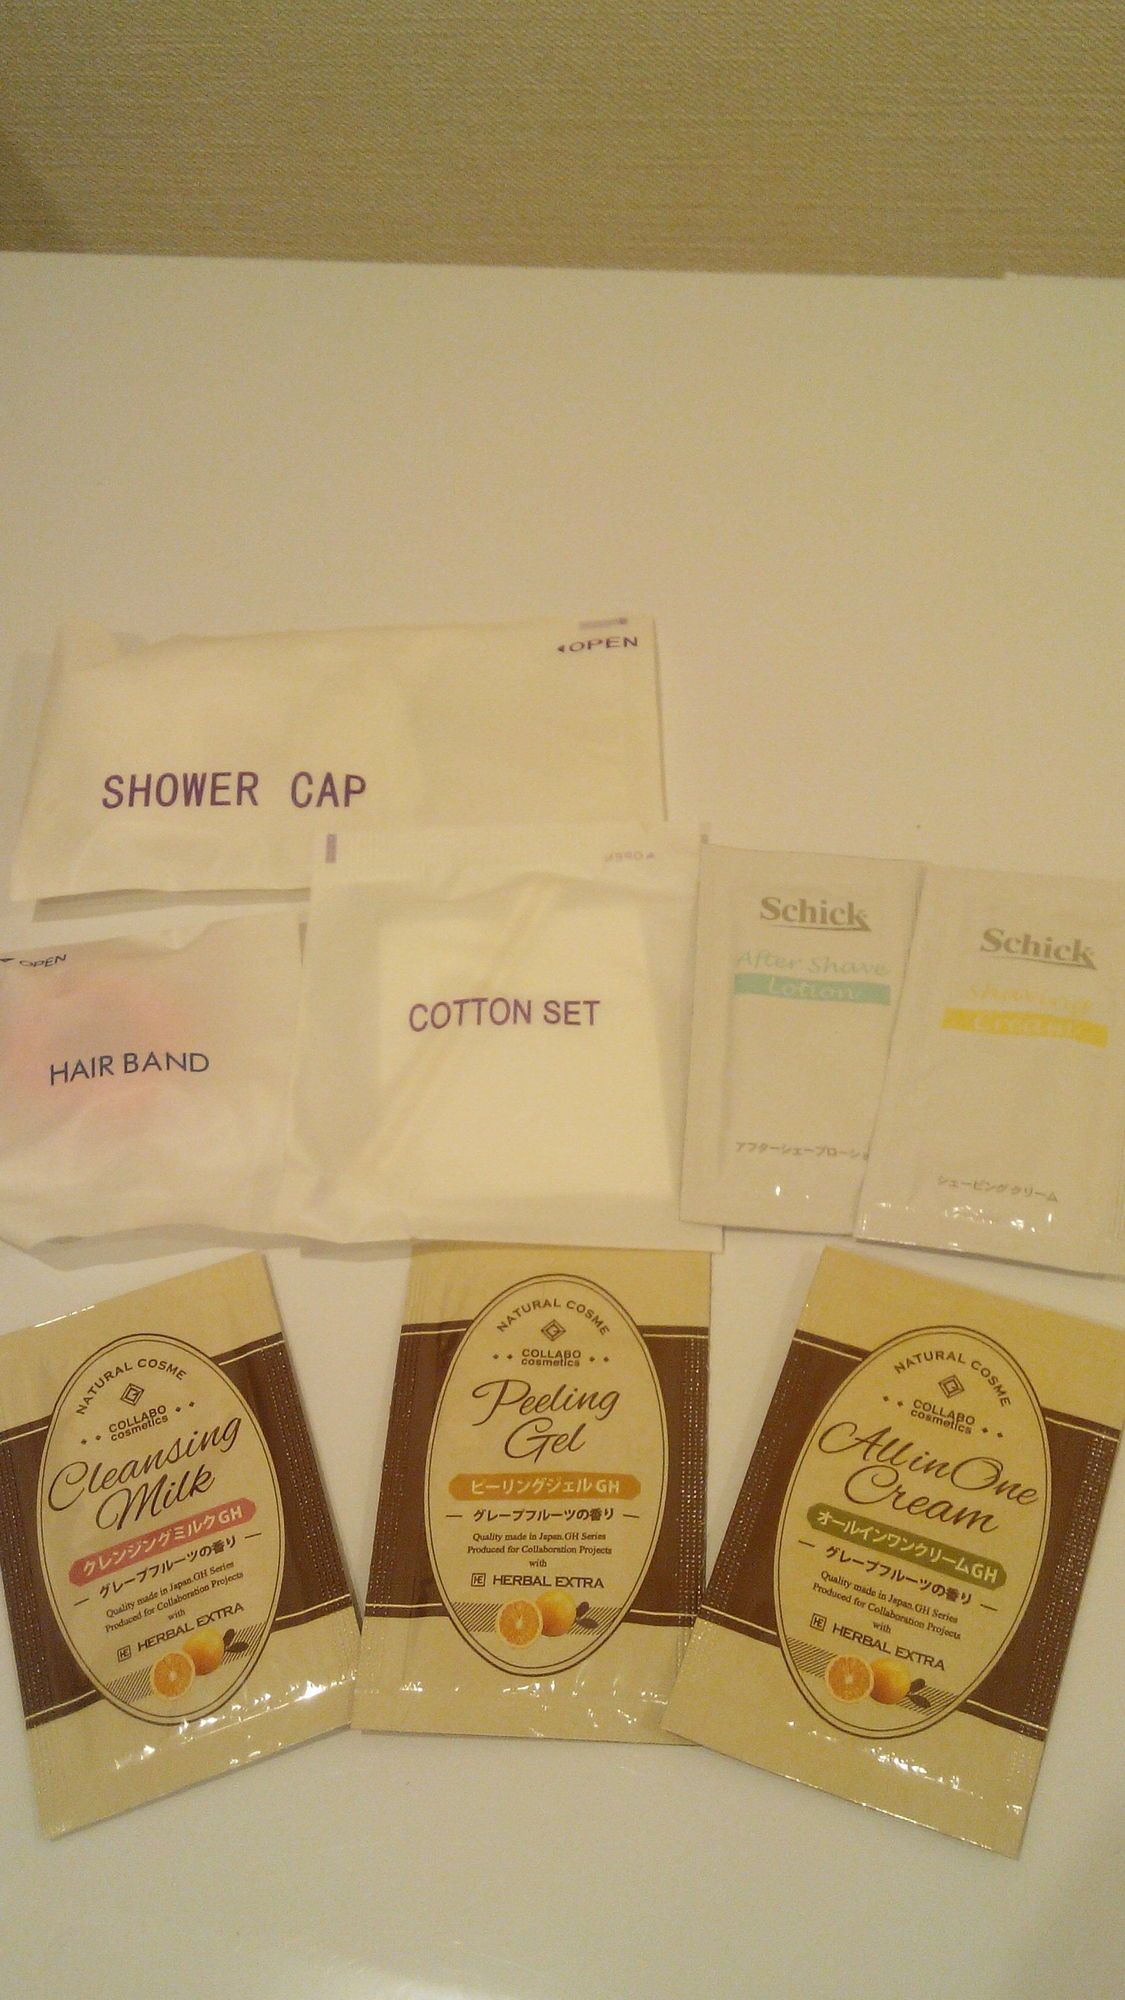 ◂OPEN
SHOWER CAP
OPEN
COTTON SET
◂ OPEN
HAIR BAND
Schick
After Shave
Lotion
アフターシェーブローショ
Schick
Shaving
Cream
シェービングクリーム
NATURAL COSME
COLLABO
cosmetics
Cleansing
Milk
クレンジングミルクGH
グレープフルーツの香り
Quality made in Japan.GH Series
Produced for Collaboration Projects
with
HE HERBAL EXTRA
NATURAL COSME
COLLABO
cosmetics
Peeling
Gel
ピーリングジェルGH
グレープフルーツの香り
Quality made in Japan.GH Series
Produced for Collaboration Projects
with
HE HERBAL EXTRA
NATURAL COSME
COLLABO
cosmetics
All in One
Cream
オールインワンクリームGH
グレープフルーツの香り
Quality made in Japan.GH Series
Produced for Collaboration Projects
with
HE HERBAL EXTRA